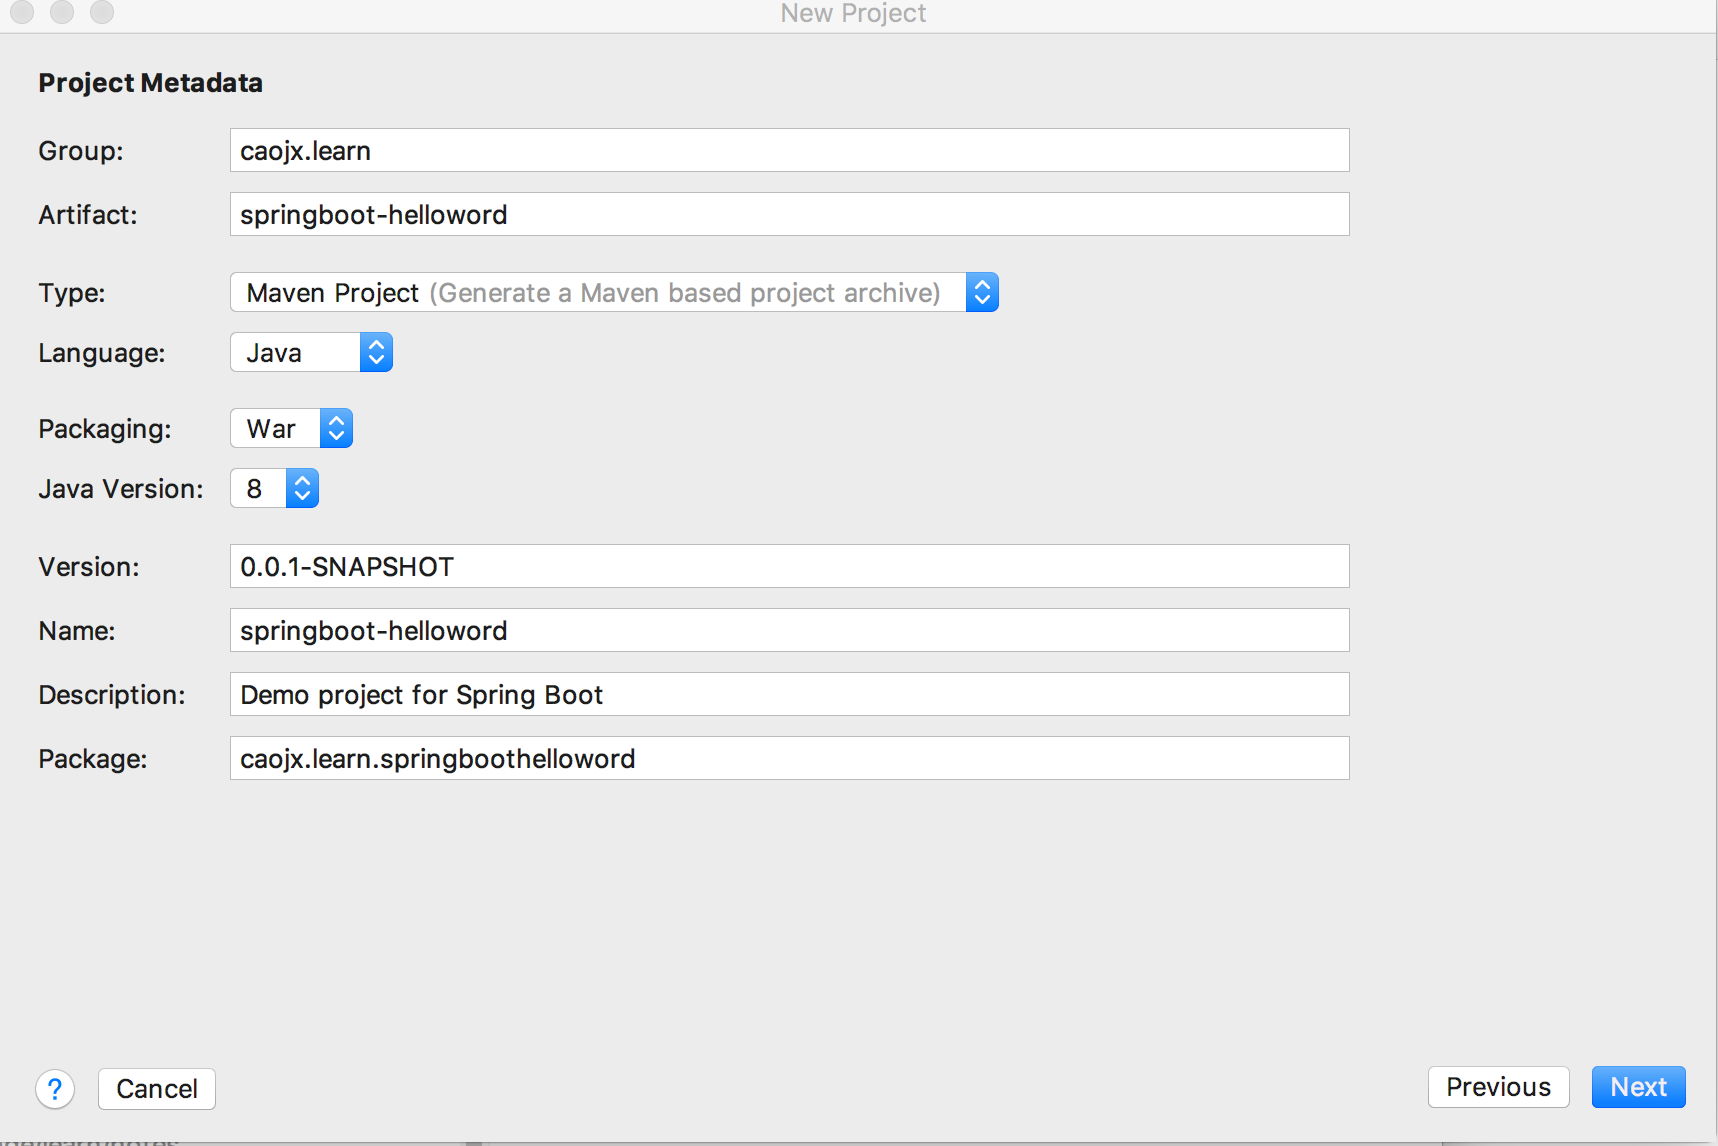 New Project
Project Metadata
Group: caojx.learn
Artifact: springboot-helloword
Type: Maven Project (Generate a Maven based project archive)
Language: Java
Packaging: War
Java Version: 8
Version: 0.0.1-SNAPSHOT
Name: springboot-helloword
Description: Demo project for Spring Boot
Package: caojx.learn.springboothelloword
? Cancel Previous Next